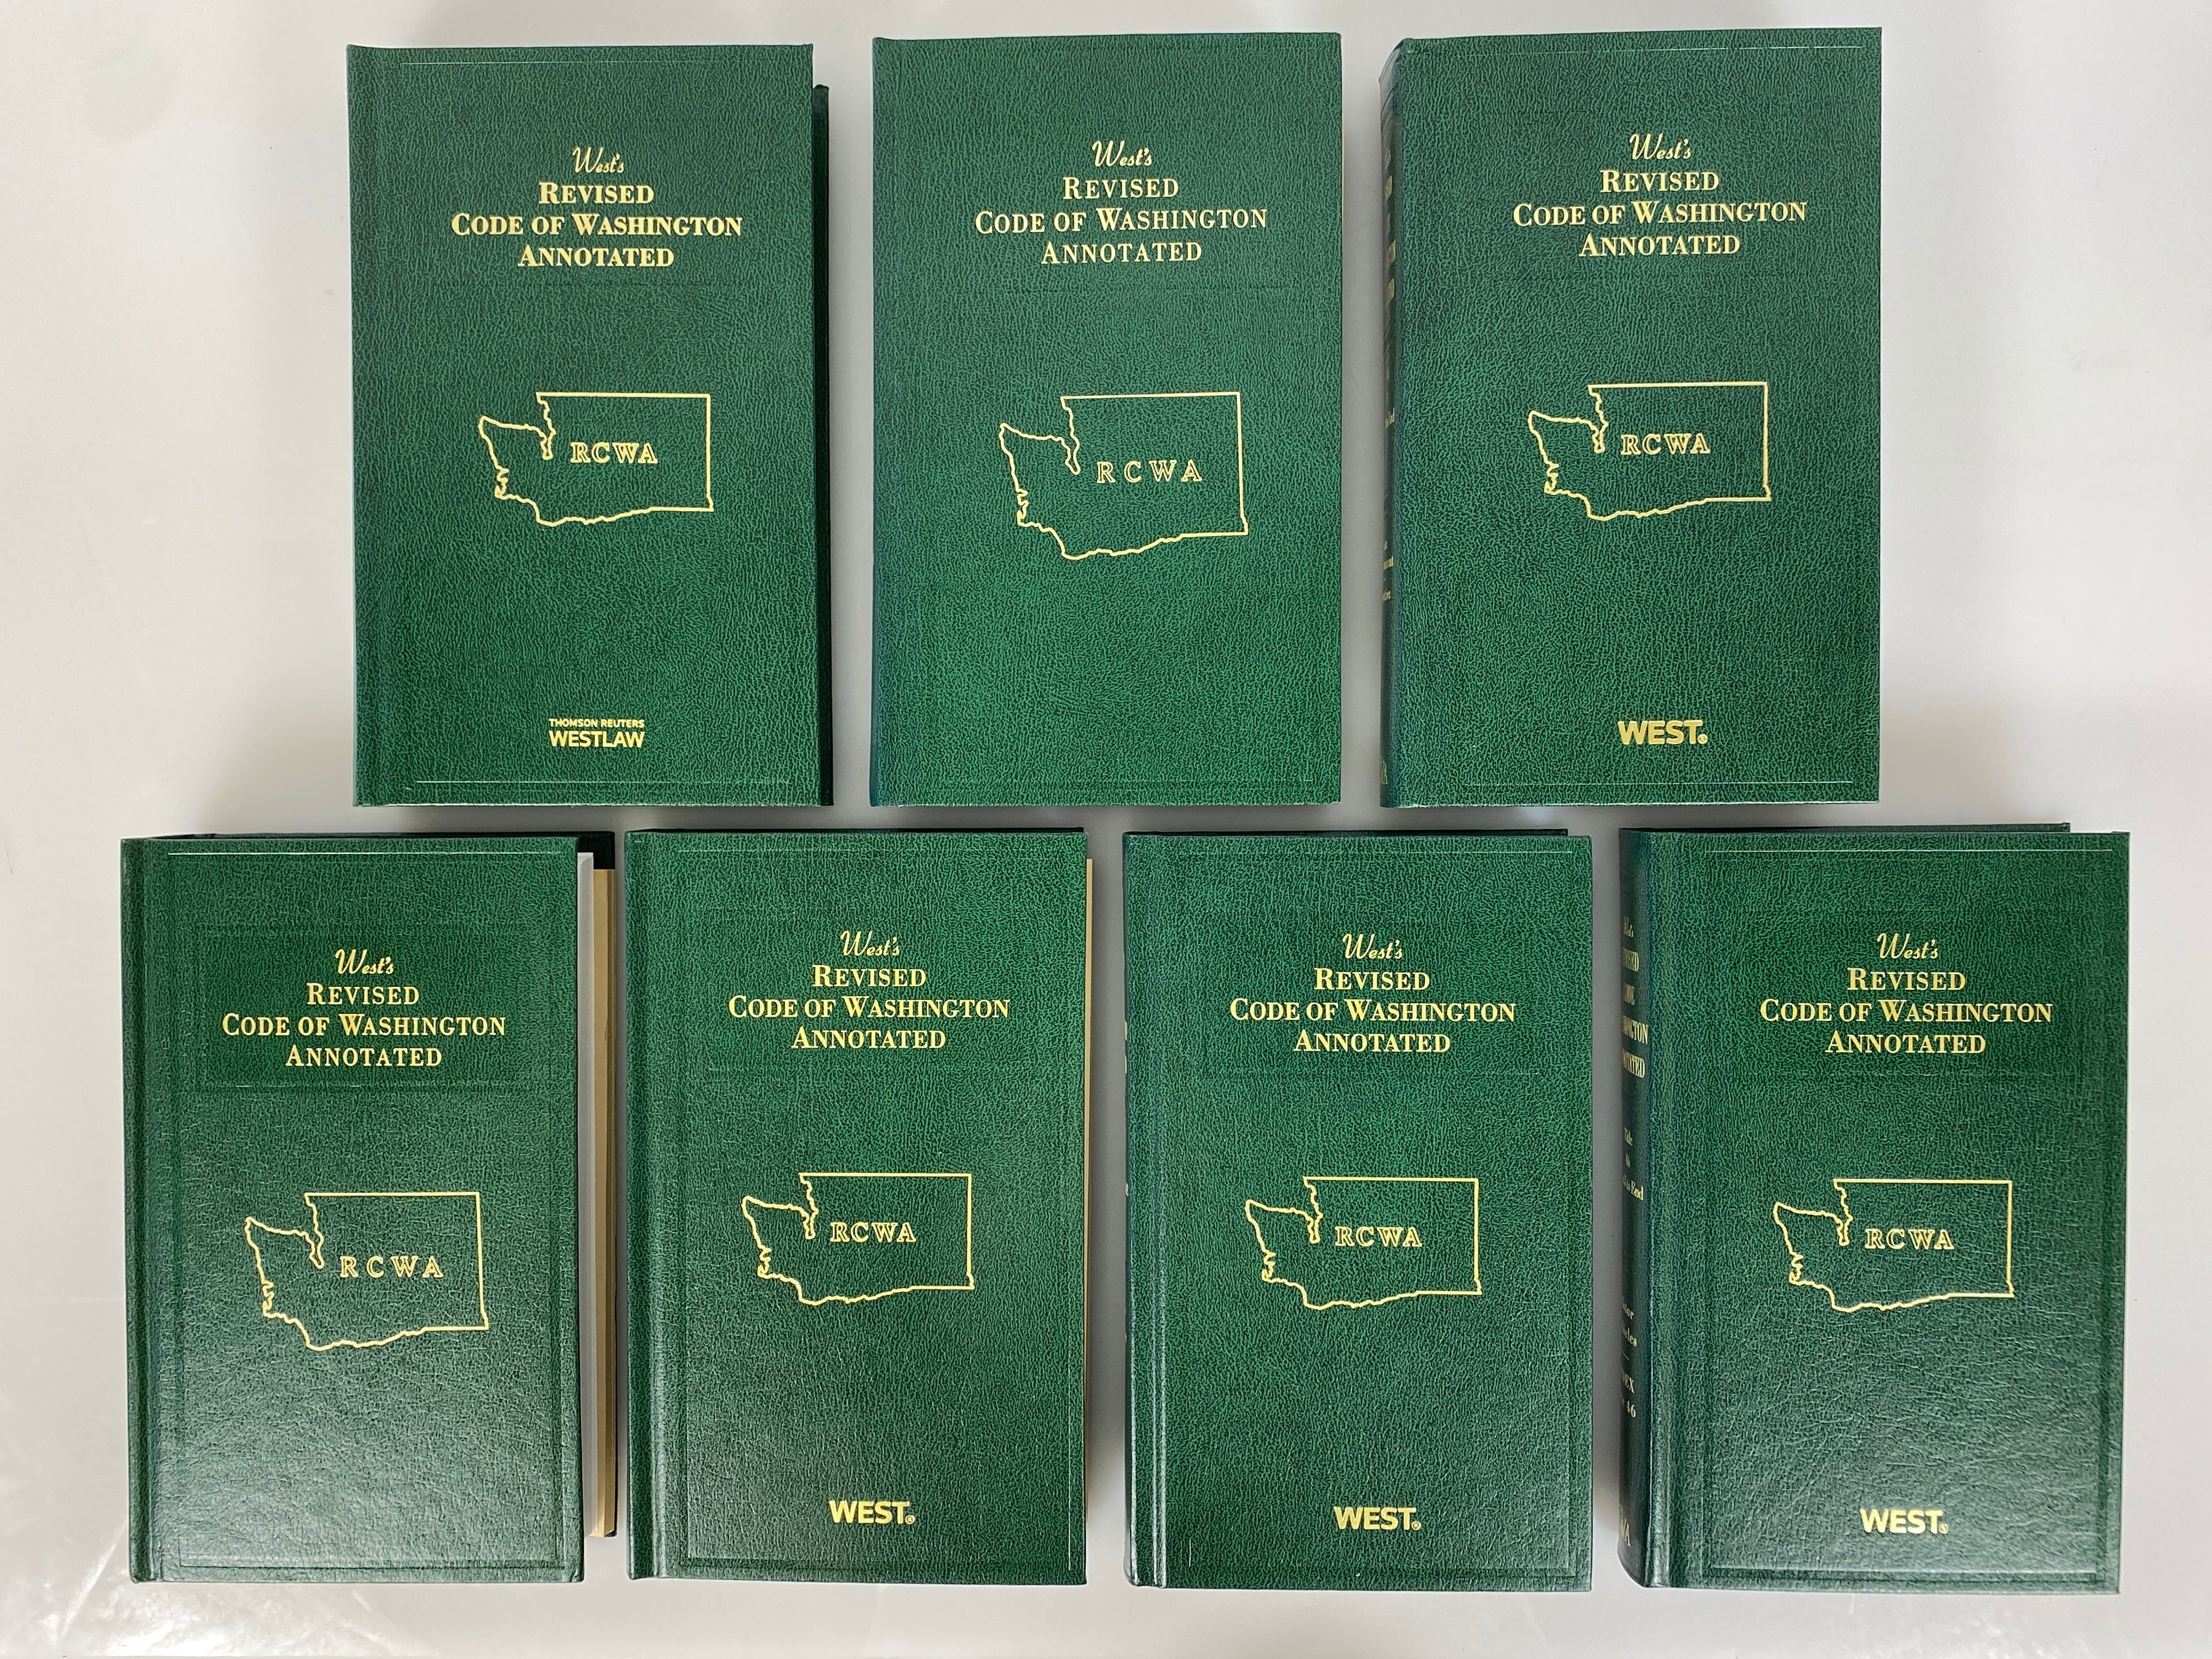 West's
REVISED
CODE OF WASHINGTON
ANNOTATED
RCWA
THOMSON REUTERS
WESTLAW
West's
REVISED
CODE OF WASHINGTON
ANNOTATED
RCWA
West's
REVISED
CODE OF WASHINGTON
ANNOTATED
RCWA
WEST®
West's
REVISED
CODE OF WASHINGTON
ANNOTATED
RCWA
West's
REVISED
CODE OF WASHINGTON
ANNOTATED
RCWA
WEST®
West's
REVISED
CODE OF WASHINGTON
ANNOTATED
RCWA
WEST®
West's
REVISED
CODE OF WASHINGTON
ANNOTATED
RCWA
WEST®